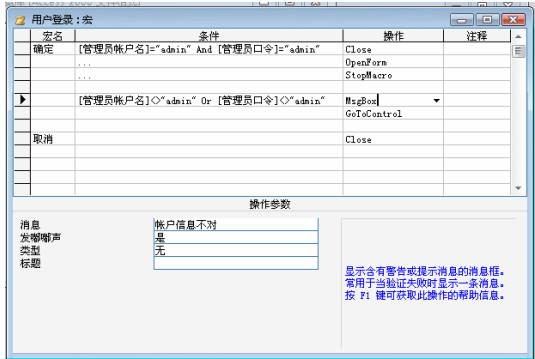 用户登录:宏
宏名 条件 操作 注释
确定 [管理员帐户名]="admin" And [管理员口令]="admin" Close
... OpenForm
... StopMacro
[管理员帐户名]<>"admin" Or [管理员口令]<>"admin" MsgBox
GoToControl
取消 Close
操作参数
消息 帐户信息不对
发嘟嘟声 是
类型 无
标题
显示含有警告或提示消息的消息框。
常用于当验证失败时显示一条消息。
按 F1 键可获取此操作的帮助信息。